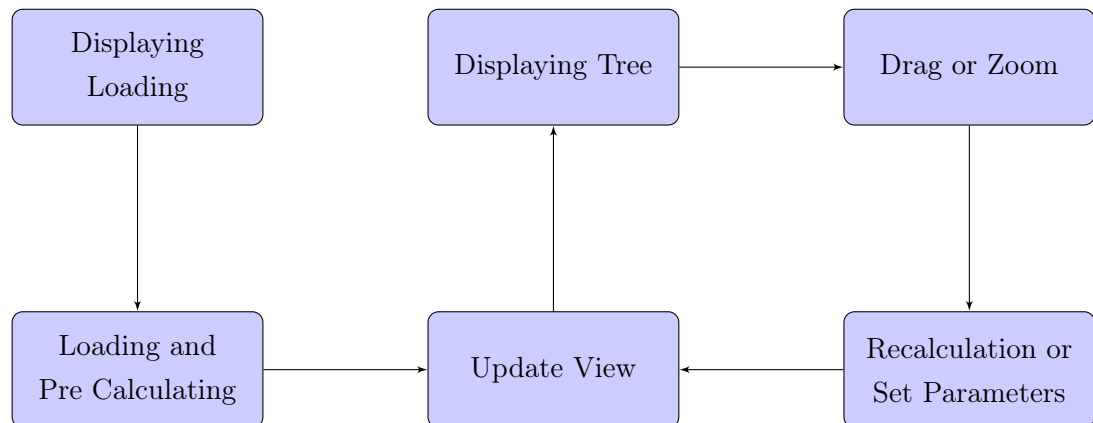 Displaying
Loading
Displaying Tree
Drag or Zoom
Loading and
Pre Calculating
Update View
Recalculation or
Set Parameters